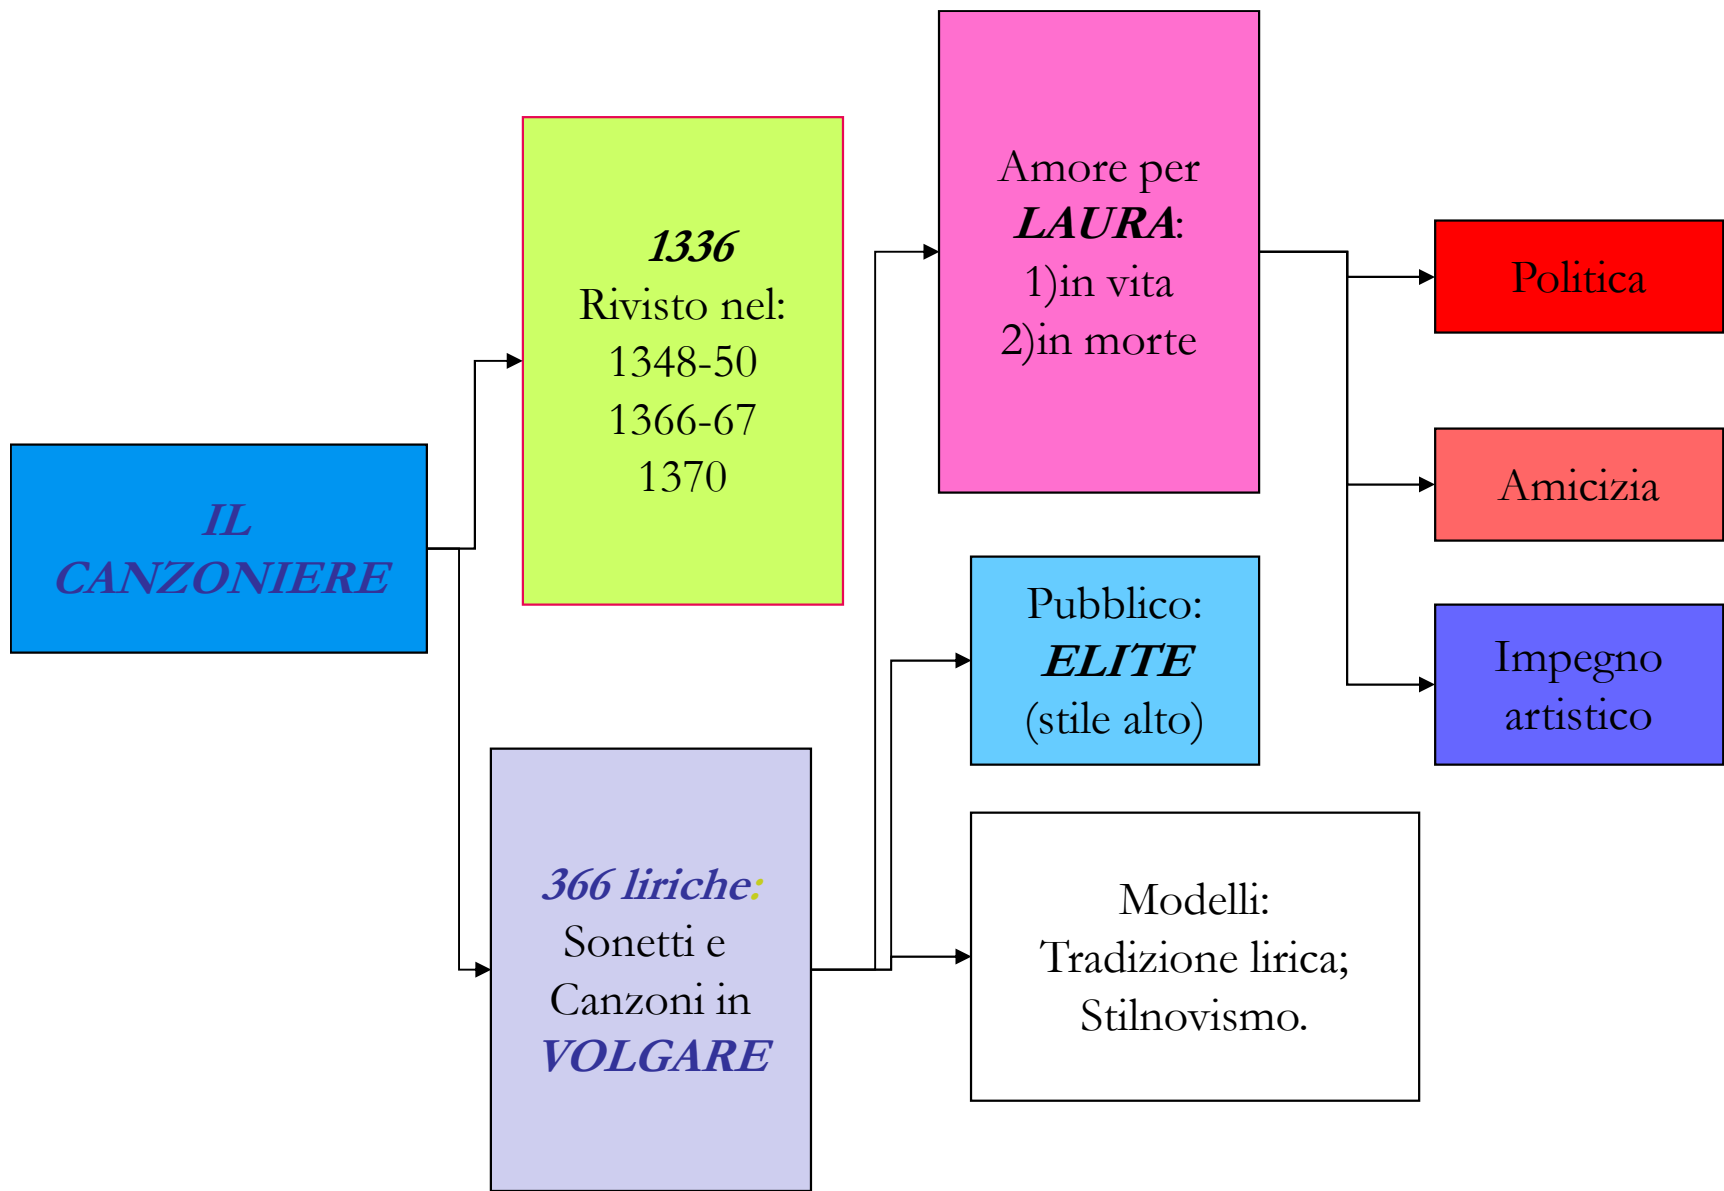 IL
CANZONIERE
1336
Rivisto nel:
1348-50
1366-67
1370
366 liriche:
Sonetti e
Canzoni in
VOLGARE
Amore per
LAURA:
1)in vita
2)in morte
Pubblico:
ELITE
(stile alto)
Modelli:
Tradizione lirica;
Stilnovismo.
Politica
Amicizia
Impegno
artistico